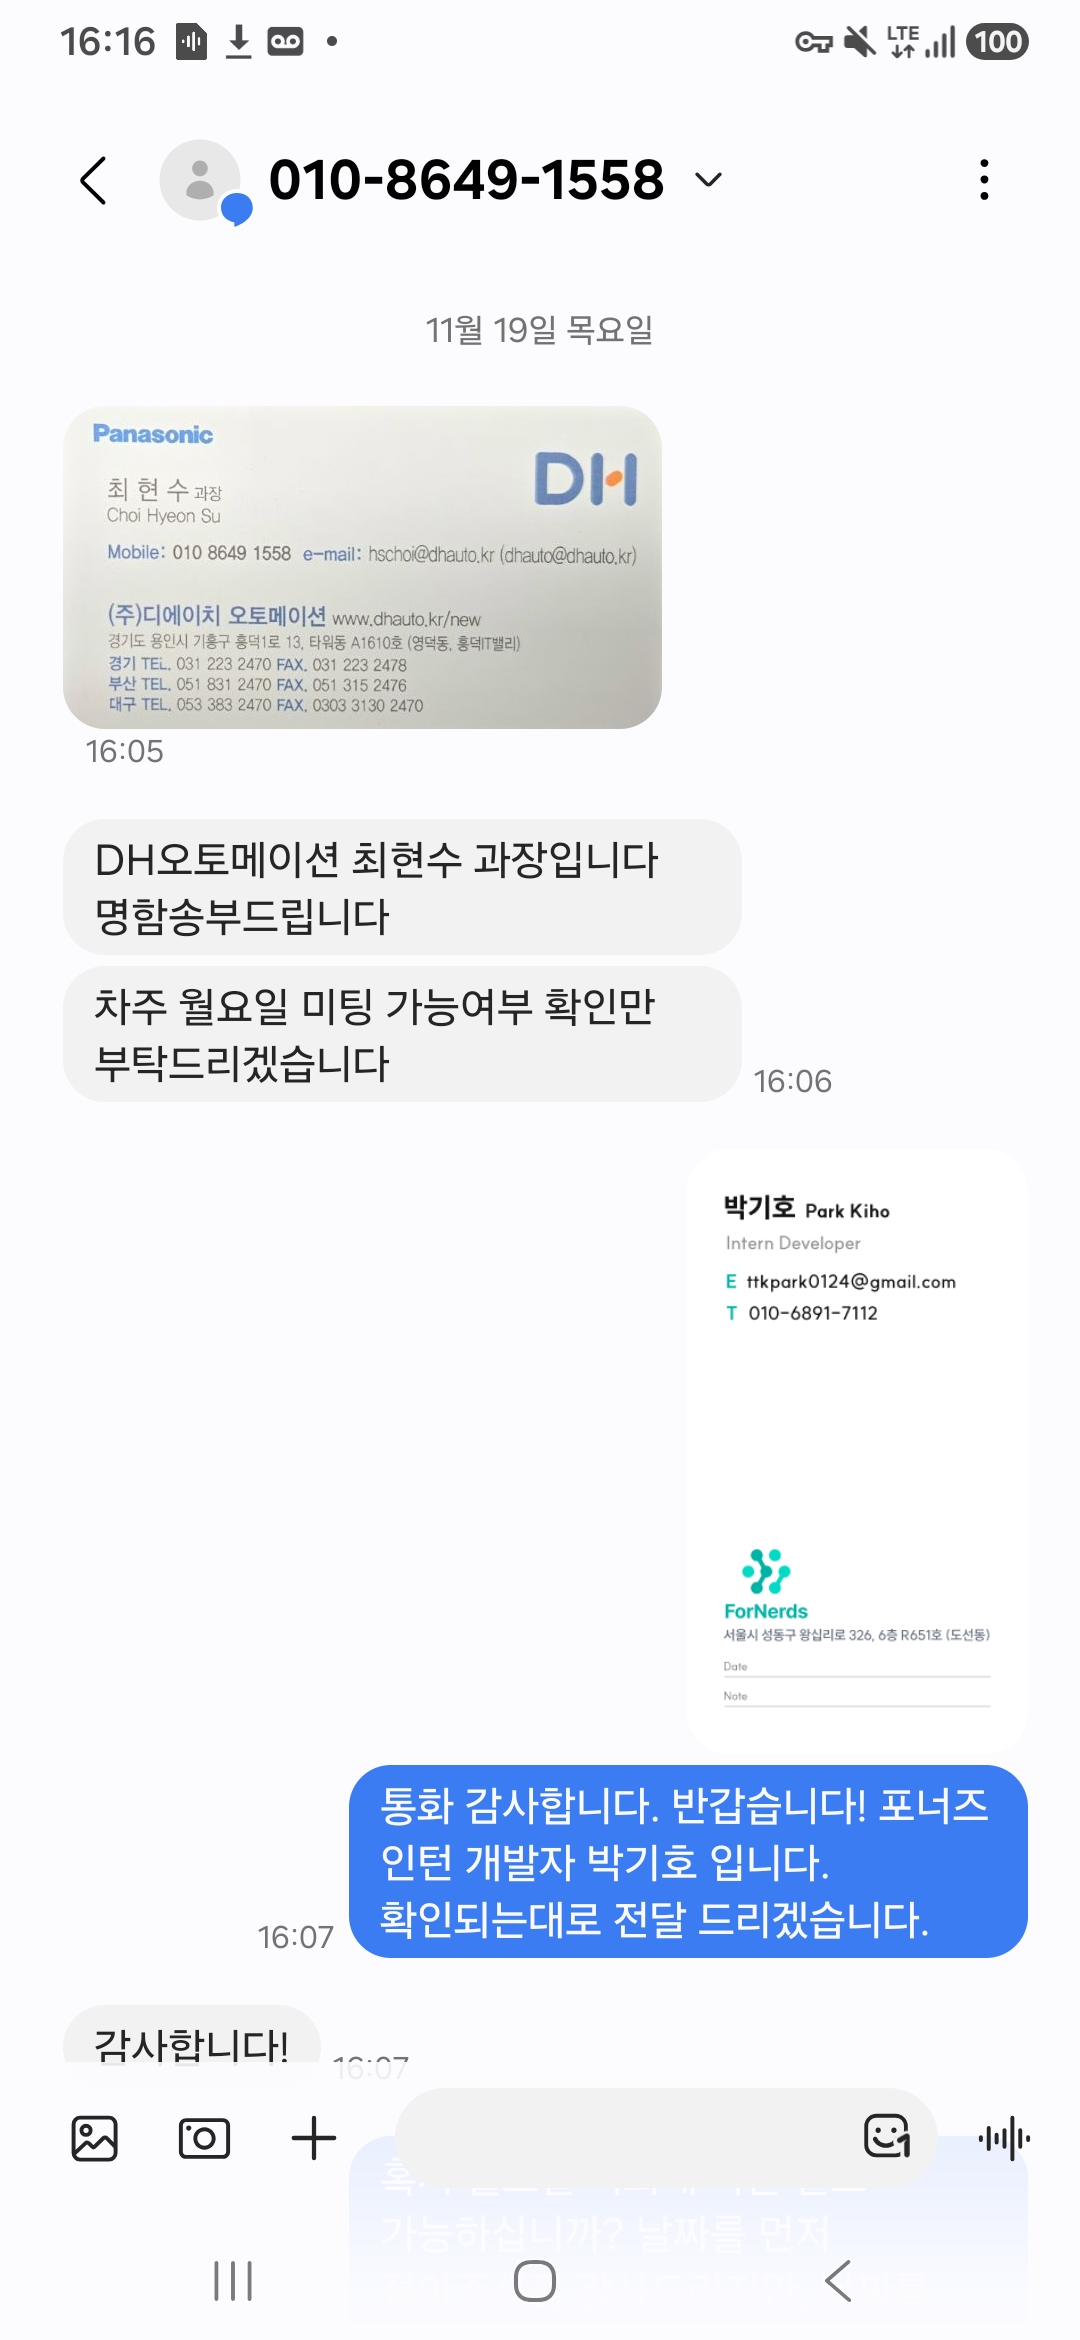 16:16
LTE
100
010-8649-1558
11월 19일 목요일
Panasonic
DH
최 현 수 과장
Choi Hyeon Su
Mobile: 010 8649 1558 e-mail: hschoi@dhauto.kr (dhauto@dhauto.kr)
(주)디에이치 오토메이션 www.dhauto.kr/new
경기도 용인시 기흥구 흥덕1로 13, 타워동 A1610호 (영덕동, 흥덕IT밸리)
경기 TEL. 031 223 2470 FAX. 031 223 2478
부산 TEL. 051 831 2470 FAX. 051 315 2476
대구 TEL. 053 383 2470 FAX. 0303 3130 2470
16:05
DH오토메이션 최현수 과장입니다
명함송부드립니다
차주 월요일 미팅 가능여부 확인만
부탁드리겠습니다
16:06
박기호 Park Kiho
Intern Developer
E ttkpark0124@gmail.com
T 010-6891-7112
ForNerds
서울시 성동구 왕십리로 326, 6층 R651호 (도선동)
Date
Note
통화 감사합니다. 반갑습니다! 포너즈
인턴 개발자 박기호 입니다.
확인되는대로 전달 드리겠습니다.
16:07
감사합니다!
16:07
가능하십니까? 날짜를 먼저